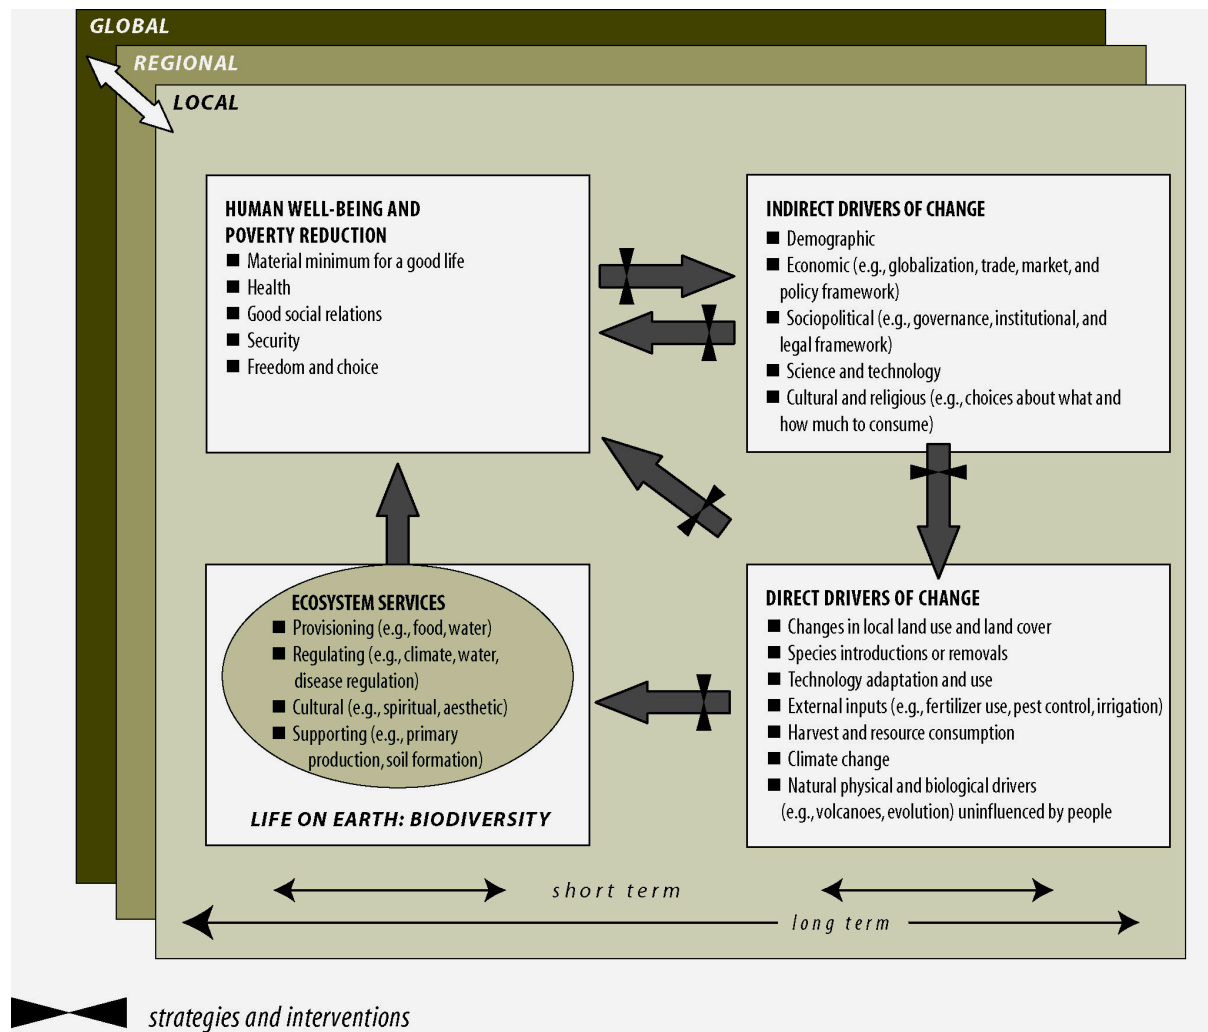 GLOBAL
REGIONAL
LOCAL
HUMAN WELL-BEING AND
POVERTY REDUCTION
■ Material minimum for a good life
■ Health
■ Good social relations
■ Security
■ Freedom and choice
INDIRECT DRIVERS OF CHANGE
■ Demographic
■ Economic (e.g., globalization, trade, market, and
policy framework)
■ Sociopolitical (e.g., governance, institutional, and
legal framework)
■ Science and technology
■ Cultural and religious (e.g., choices about what and
how much to consume)
ECOSYSTEM SERVICES
■ Provisioning (e.g., food, water)
■ Regulating (e.g., climate, water,
disease regulation)
■ Cultural (e.g., spiritual, aesthetic)
■ Supporting (e.g., primary
production, soil formation)
LIFE ON EARTH: BIODIVERSITY
DIRECT DRIVERS OF CHANGE
■ Changes in local land use and land cover
■ Species introductions or removals
■ Technology adaptation and use
■ External inputs (e.g., fertilizer use, pest control, irrigation)
■ Harvest and resource consumption
■ Climate change
■ Natural physical and biological drivers
(e.g., volcanoes, evolution) uninfluenced by people
short term
long term
strategies and interventions